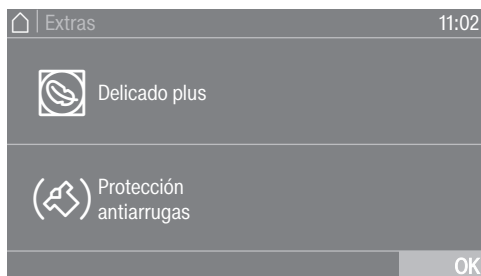 Extras 11:02
Delicado plus
Protección
antiarrugas
OK